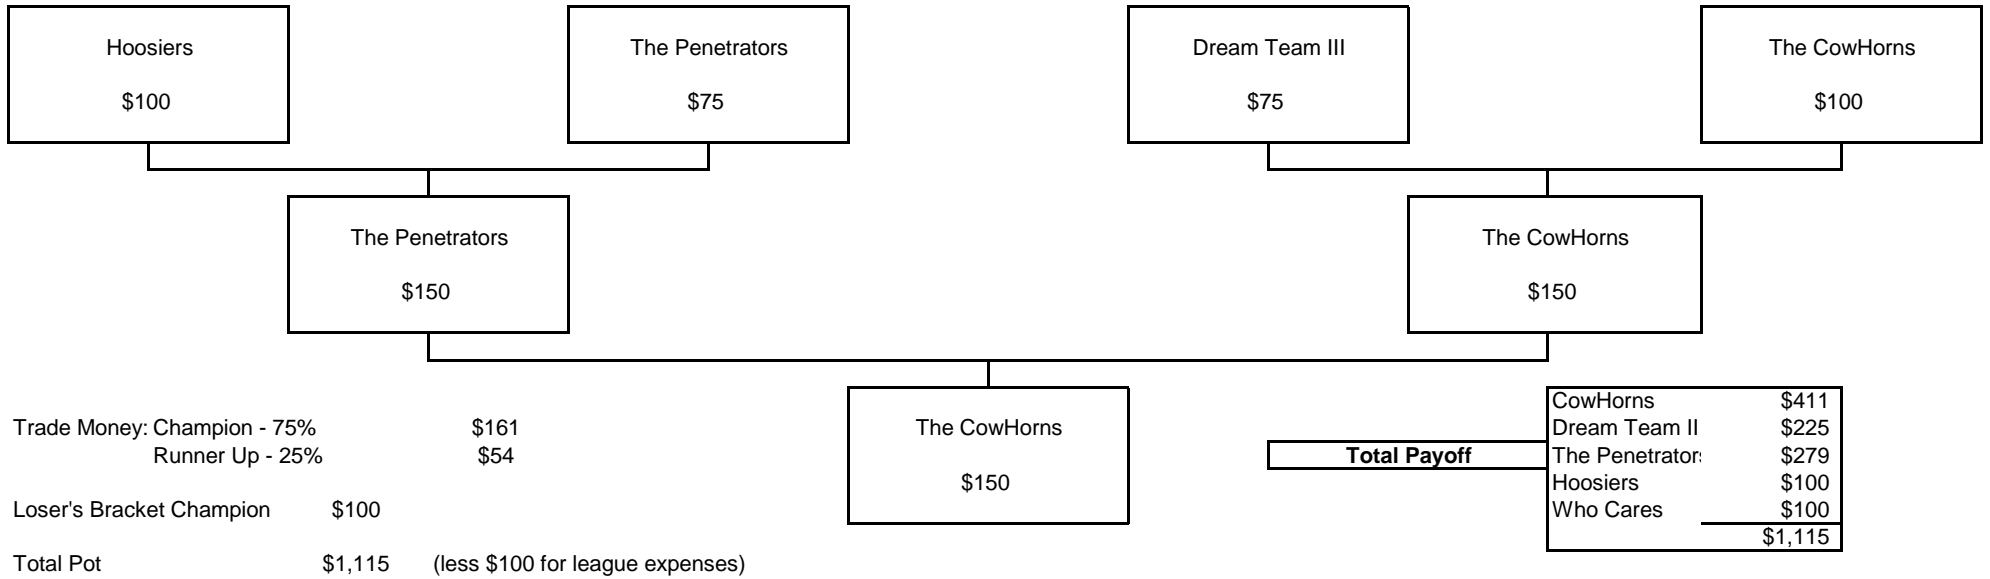 Hoosiers
$100
The Penetrators
$75
Dream Team III
$75
The CowHorns
$100
The Penetrators
$150
The CowHorns
$150
The CowHorns
$150
Trade Money: Champion - 75% $161
Runner Up - 25% $54
Loser's Bracket Champion $100
Total Pot $1,115 (less $100 for league expenses)
Total Payoff
CowHorns $411
Dream Team II $225
The Penetrators $279
Hoosiers $100
Who Cares $100
$1,115